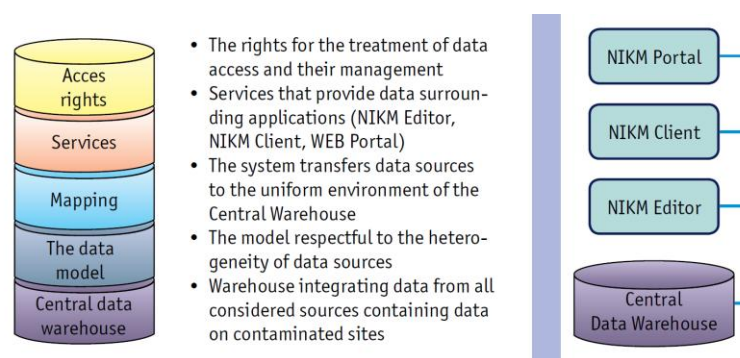 Acces
rights
Services
Mapping
The data
model
Central data
warehouse
• The rights for the treatment of data
access and their management
• Services that provide data surroun-
ding applications (NIKM Editor,
NIKM Client, WEB Portal)
• The system transfers data sources
to the uniform environment of the
Central Warehouse
• The model respectful to the hetero-
geneity of data sources
• Warehouse integrating data from all
considered sources containing data
on contaminated sites
NIKM Portal
NIKM Client
NIKM Editor
Central
Data Warehouse